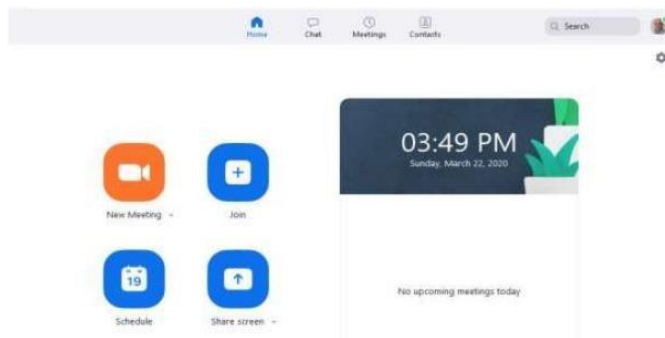 Home Chat Meetings Contacts Search
03:49 PM
Sunday, March 22, 2020
New Meeting Join
19
Schedule Share screen
No upcoming meetings today